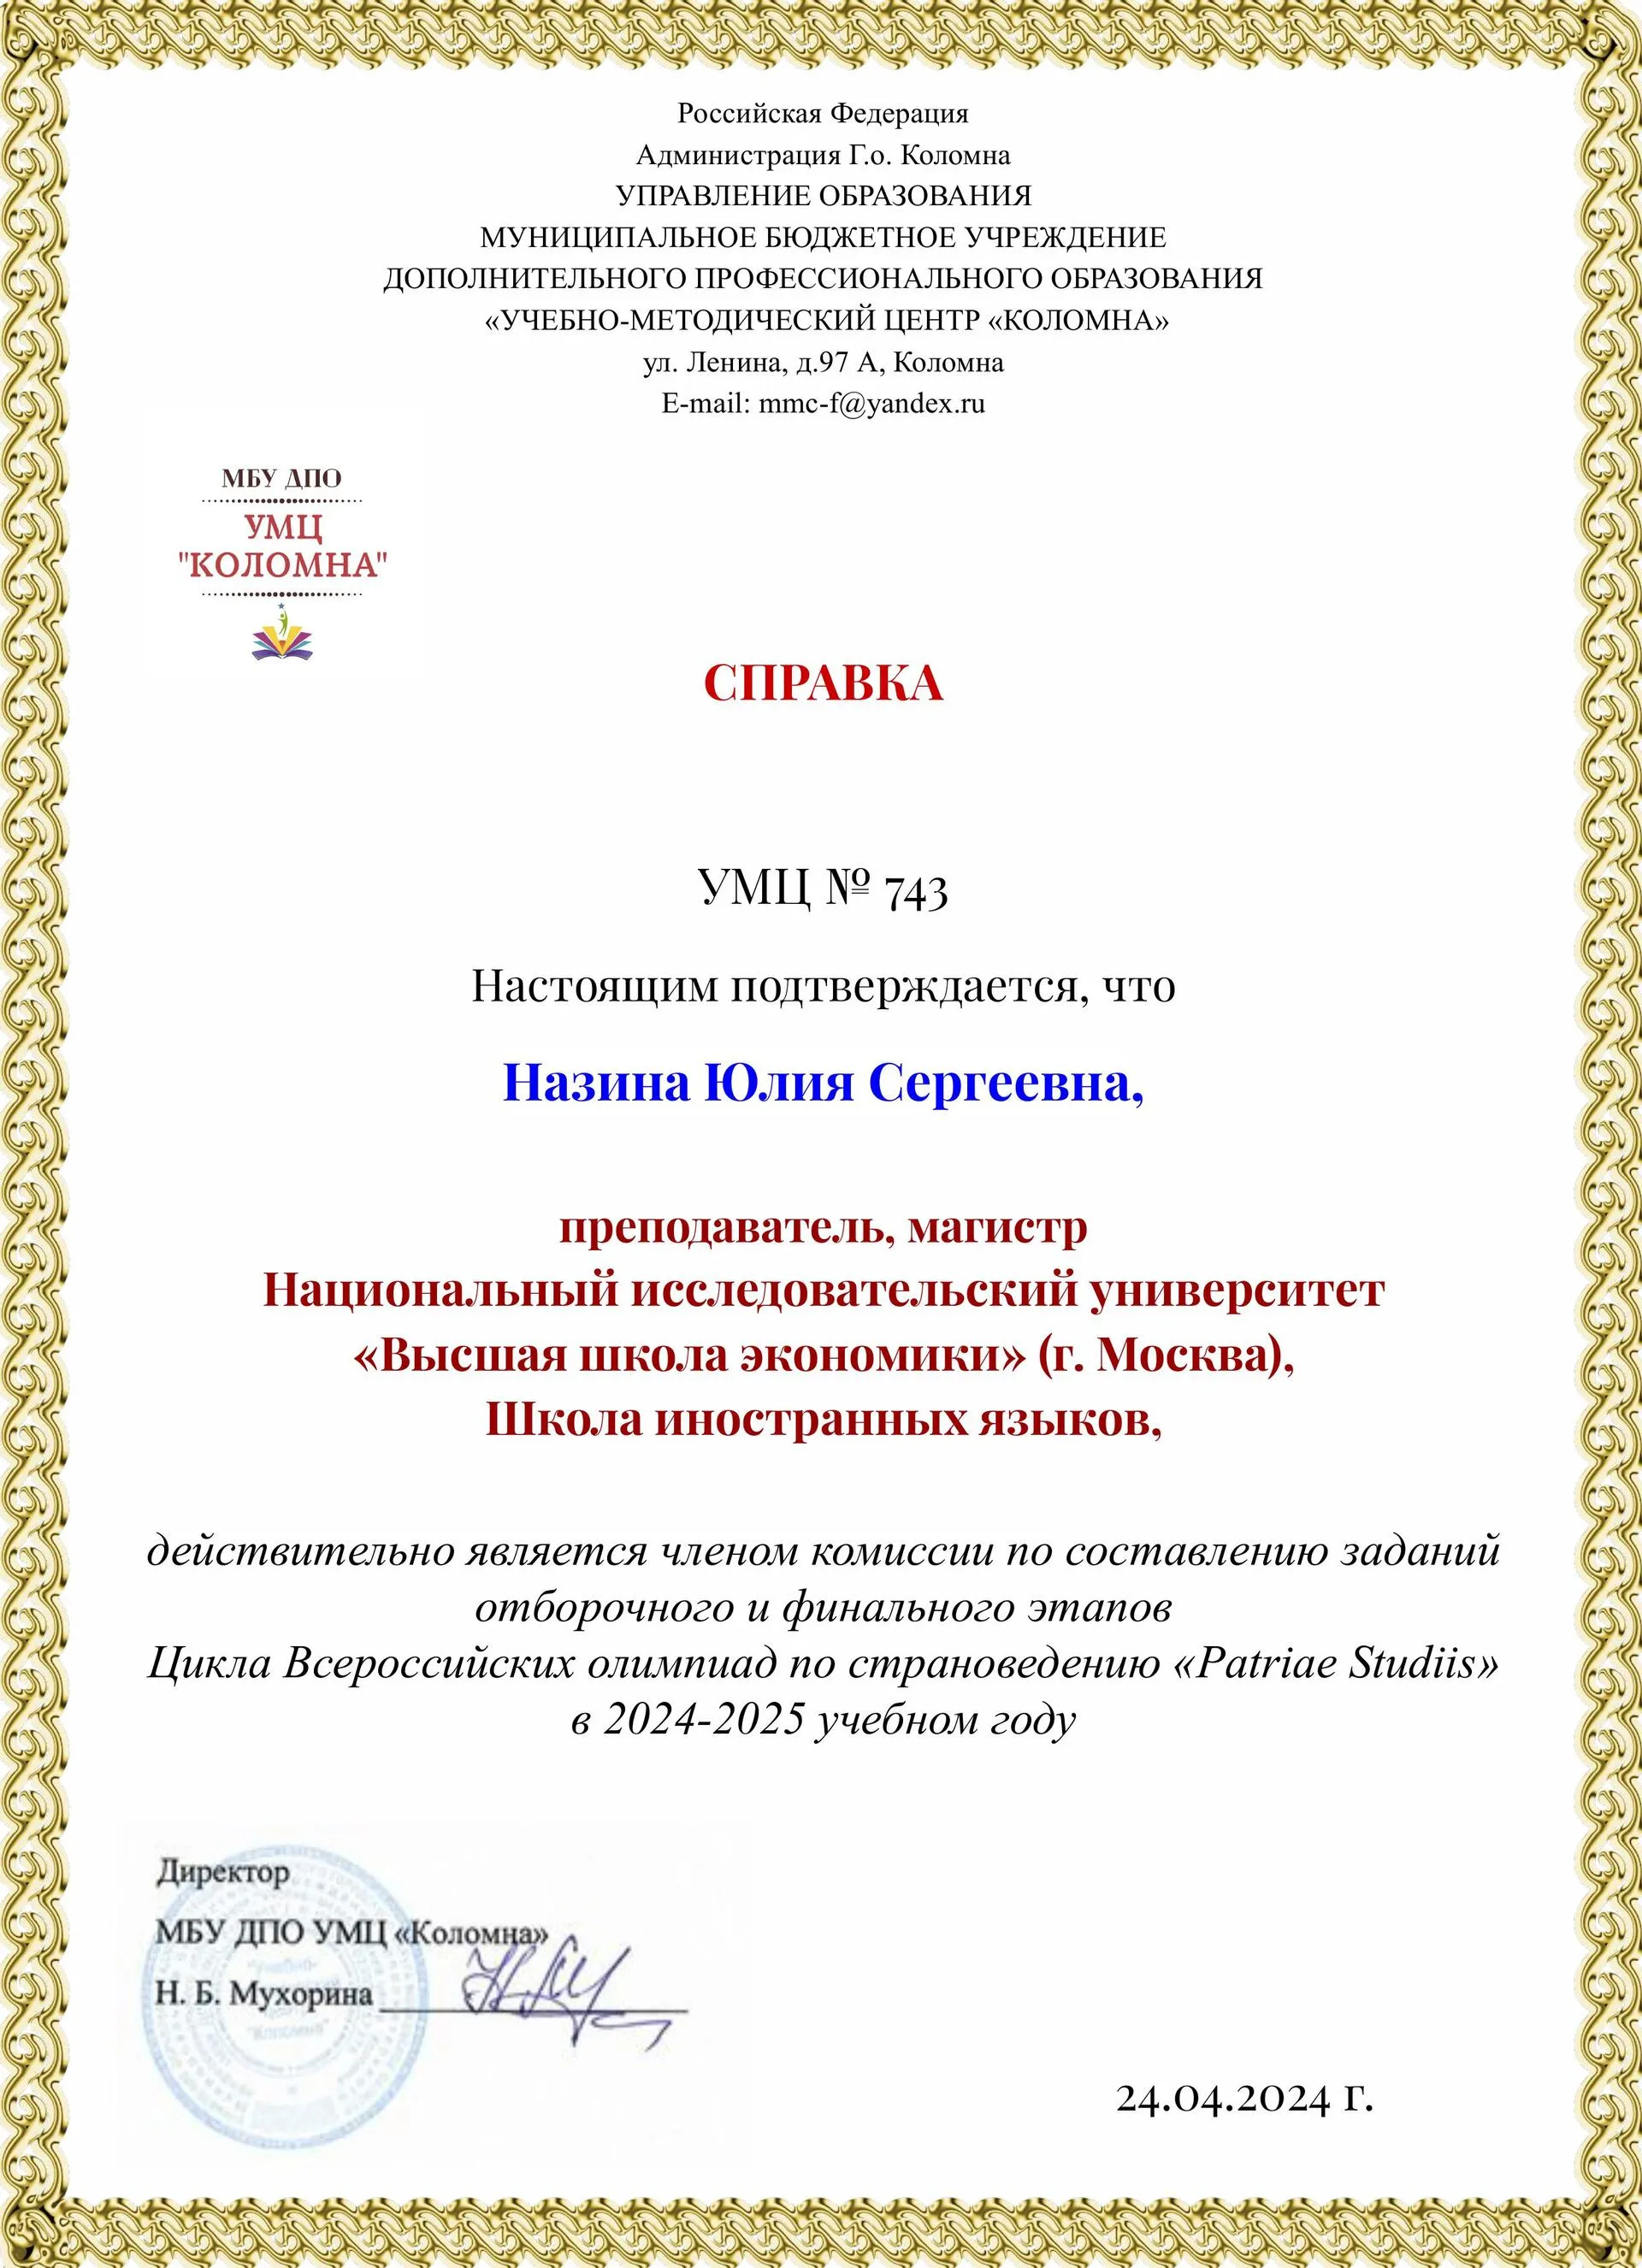 Российская Федерация
Администрация Г.о. Коломна
УПРАВЛЕНИЕ ОБРАЗОВАНИЯ
МУНИЦИПАЛЬНОЕ БЮДЖЕТНОЕ УЧРЕЖДЕНИЕ
ДОПОЛНИТЕЛЬНОГО ПРОФЕССИОНАЛЬНОГО ОБРАЗОВАНИЯ
«УЧЕБНО-МЕТОДИЧЕСКИЙ ЦЕНТР «КОЛОМНА»
ул. Ленина, д.97 А, Коломна
E-mail: mmc-f@yandex.ru
МБУ ДПО
УМЦ
"КОЛОМНА"
СПРАВКА
УМЦ № 743
Настоящим подтверждается, что
Назина Юлия Сергеевна,
преподаватель, магистр
Национальный исследовательский университет
«Высшая школа экономики» (г. Москва),
Школа иностранных языков,
действительно является членом комиссии по составлению заданий
отборочного и финального этапов
Цикла Всероссийских олимпиад по страноведению «Patriae Studiis»
в 2024-2025 учебном году
Директор
МБУ ДПО УМЦ «Коломна»
Н. Б. Мухорина
24.04.2024 г.